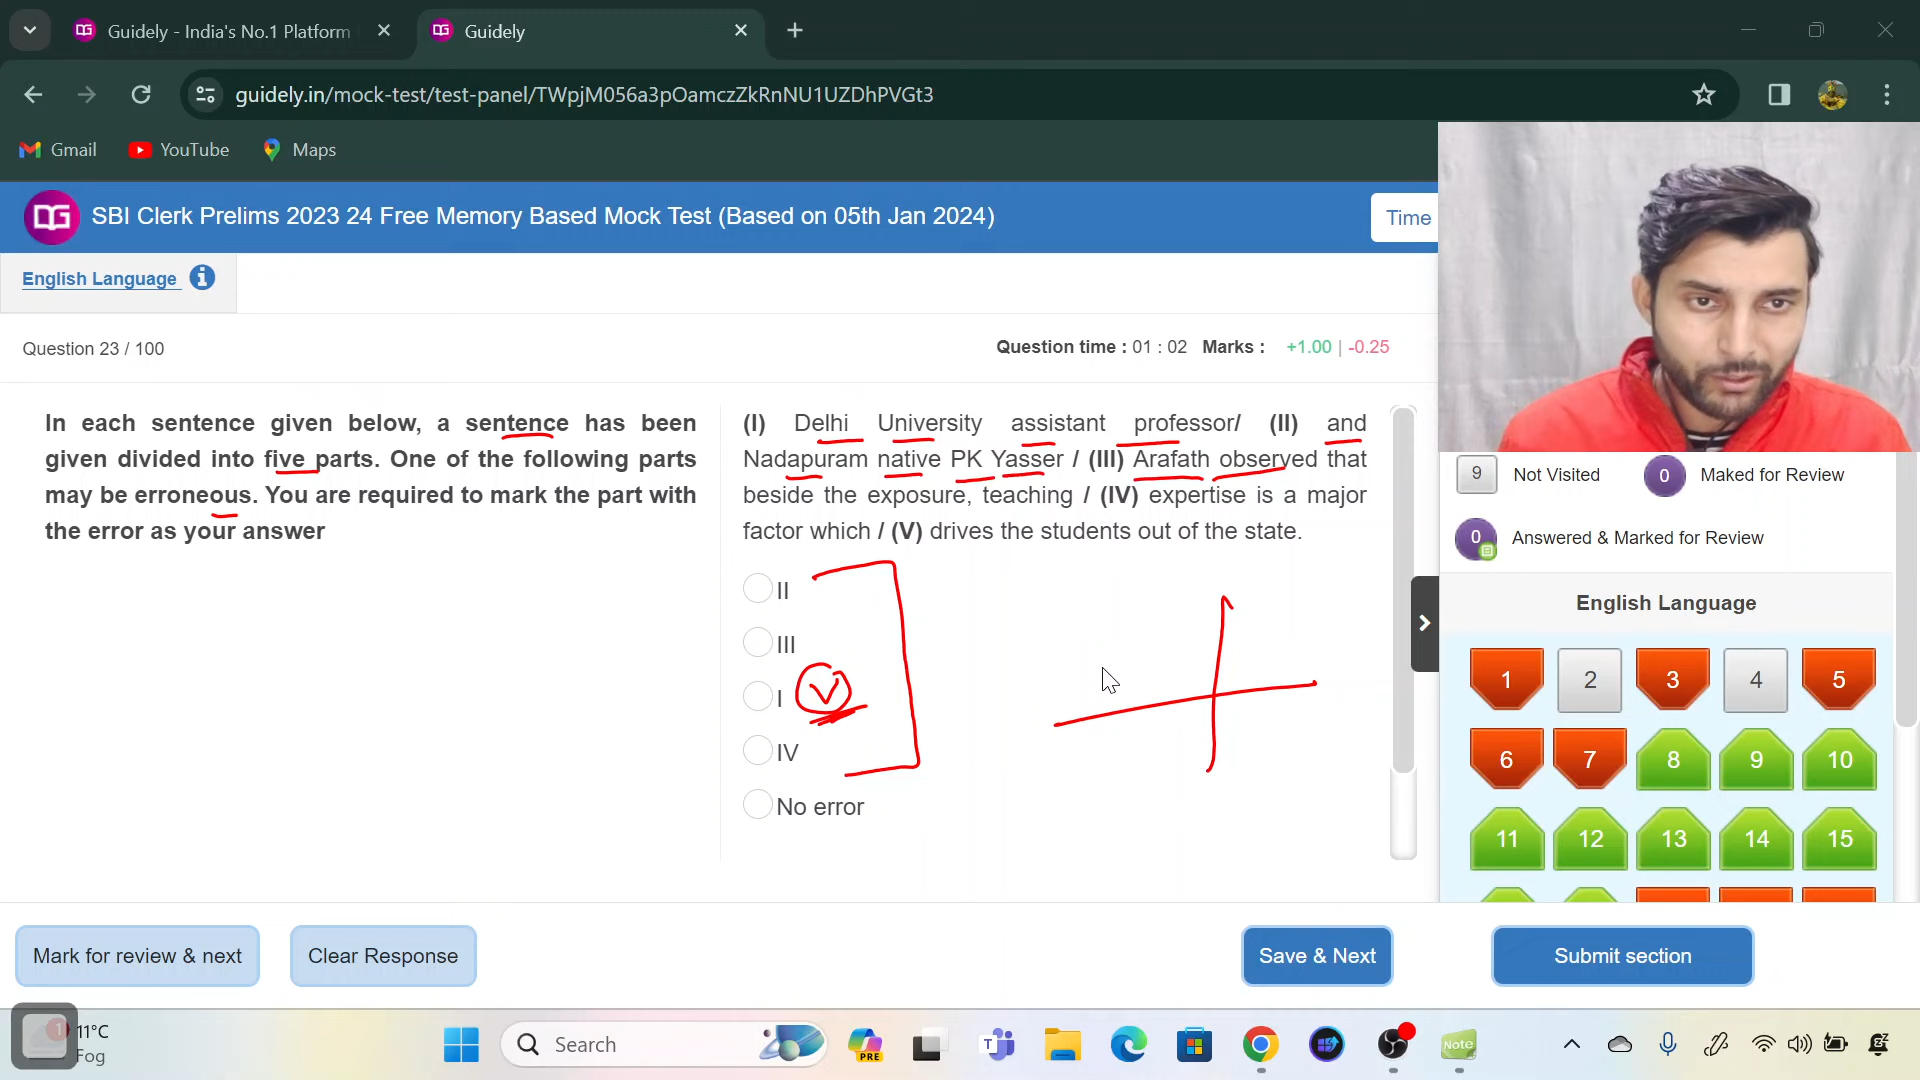 Guidely - India's No.1 Platform
Guidely
guidely.in/mock-test/test-panel/TWpjM056a3pOamczZkRnNU1UZDhPVGt3
Gmail
YouTube
Maps
DG
SBI Clerk Prelims 2023 24 Free Memory Based Mock Test (Based on 05th Jan 2024)
Time
English Language
Question 23 / 100
Question time : 01 : 02 Marks : +1.00 | -0.25
In each sentence given below, a sentence has been
given divided into five parts. One of the following parts
may be erroneous. You are required to mark the part with
the error as your answer
(I) Delhi University assistant professor/ (II) and
Nadapuram native PK Yasser / (III) Arafath observed that
beside the exposure, teaching / (IV) expertise is a major
factor which / (V) drives the students out of the state.
II
III
I
V
IV
No error
9 Not Visited
0 Maked for Review
0 Answered & Marked for Review
English Language
1 2 3 4 5
6 7 8 9 10
11 12 13 14 15
Mark for review & next
Clear Response
Save & Next
Submit section
1
11°C
Fog
Search
PRE
T
Note